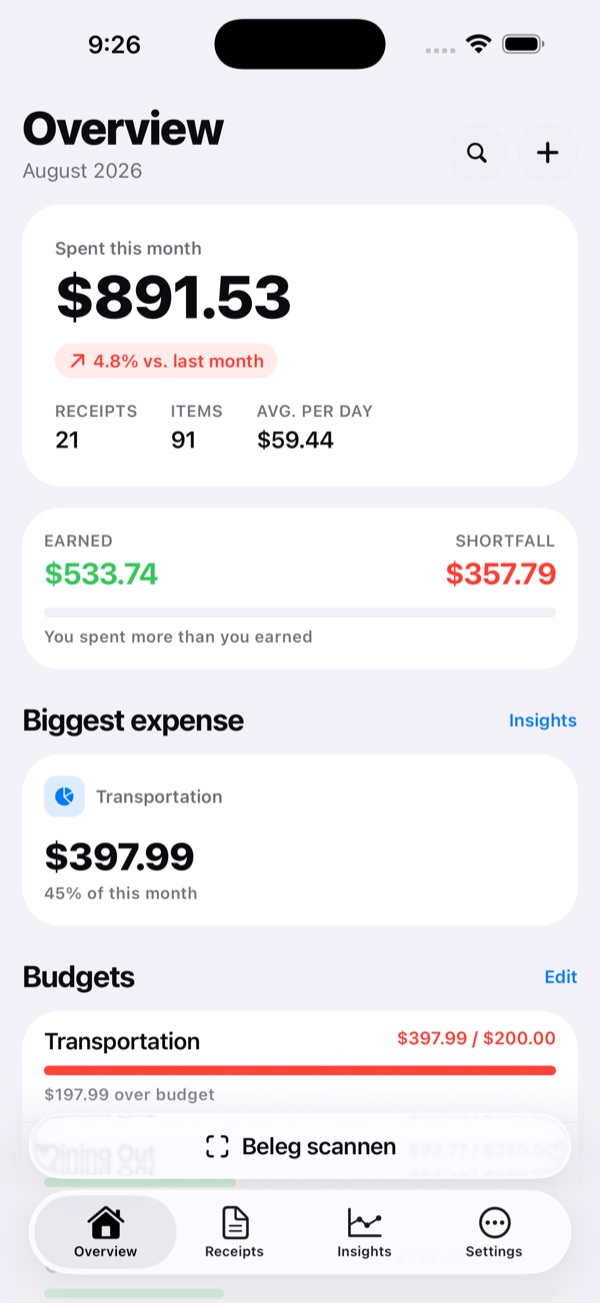 9:26
Overview
August 2026
Spent this month
$891.53
4.8% vs. last month
RECEIPTS ITEMS AVG. PER DAY
21 91 $59.44
EARNED SHORTFALL
$533.74 $357.79
You spent more than you earned
Biggest expense Insights
Transportation
$397.99
45% of this month
Budgets Edit
Transportation $397.99 / $200.00
$197.99 over budget
Beleg scannen
Dining Out
Overview Receipts Insights Settings